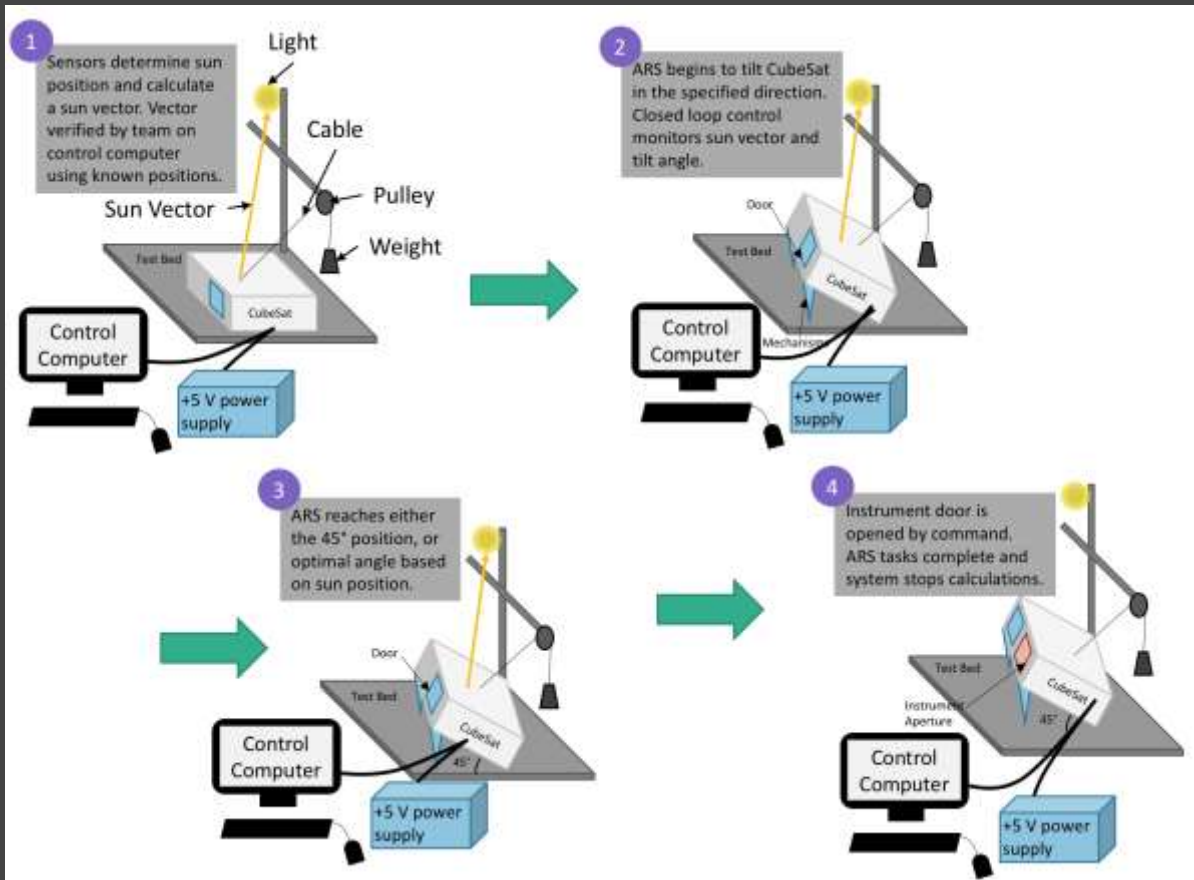 1
Sensors determine sun
position and calculate
a sun vector. Vector
verified by team on
control computer
using known positions.
Light
Cable
Sun Vector
Pulley
Weight
Test Bed
CubeSat
Control
Computer
+5 V power
supply
2
ARS begins to tilt CubeSat
in the specified direction.
Closed loop control
monitors sun vector and
tilt angle.
Door
Test Bed
CubeSat
Mechanism
Control
Computer
+5 V power
supply
3
ARS reaches either
the 45° position, or
optimal angle based
on sun position.
Door
Test Bed
CubeSat
45°
Control
Computer
+5 V power
supply
4
Instrument door is
opened by command.
ARS tasks complete and
system stops calculations.
Test Bed
CubeSat
Instrument
Aperture
45°
Control
Computer
+5 V power
supply